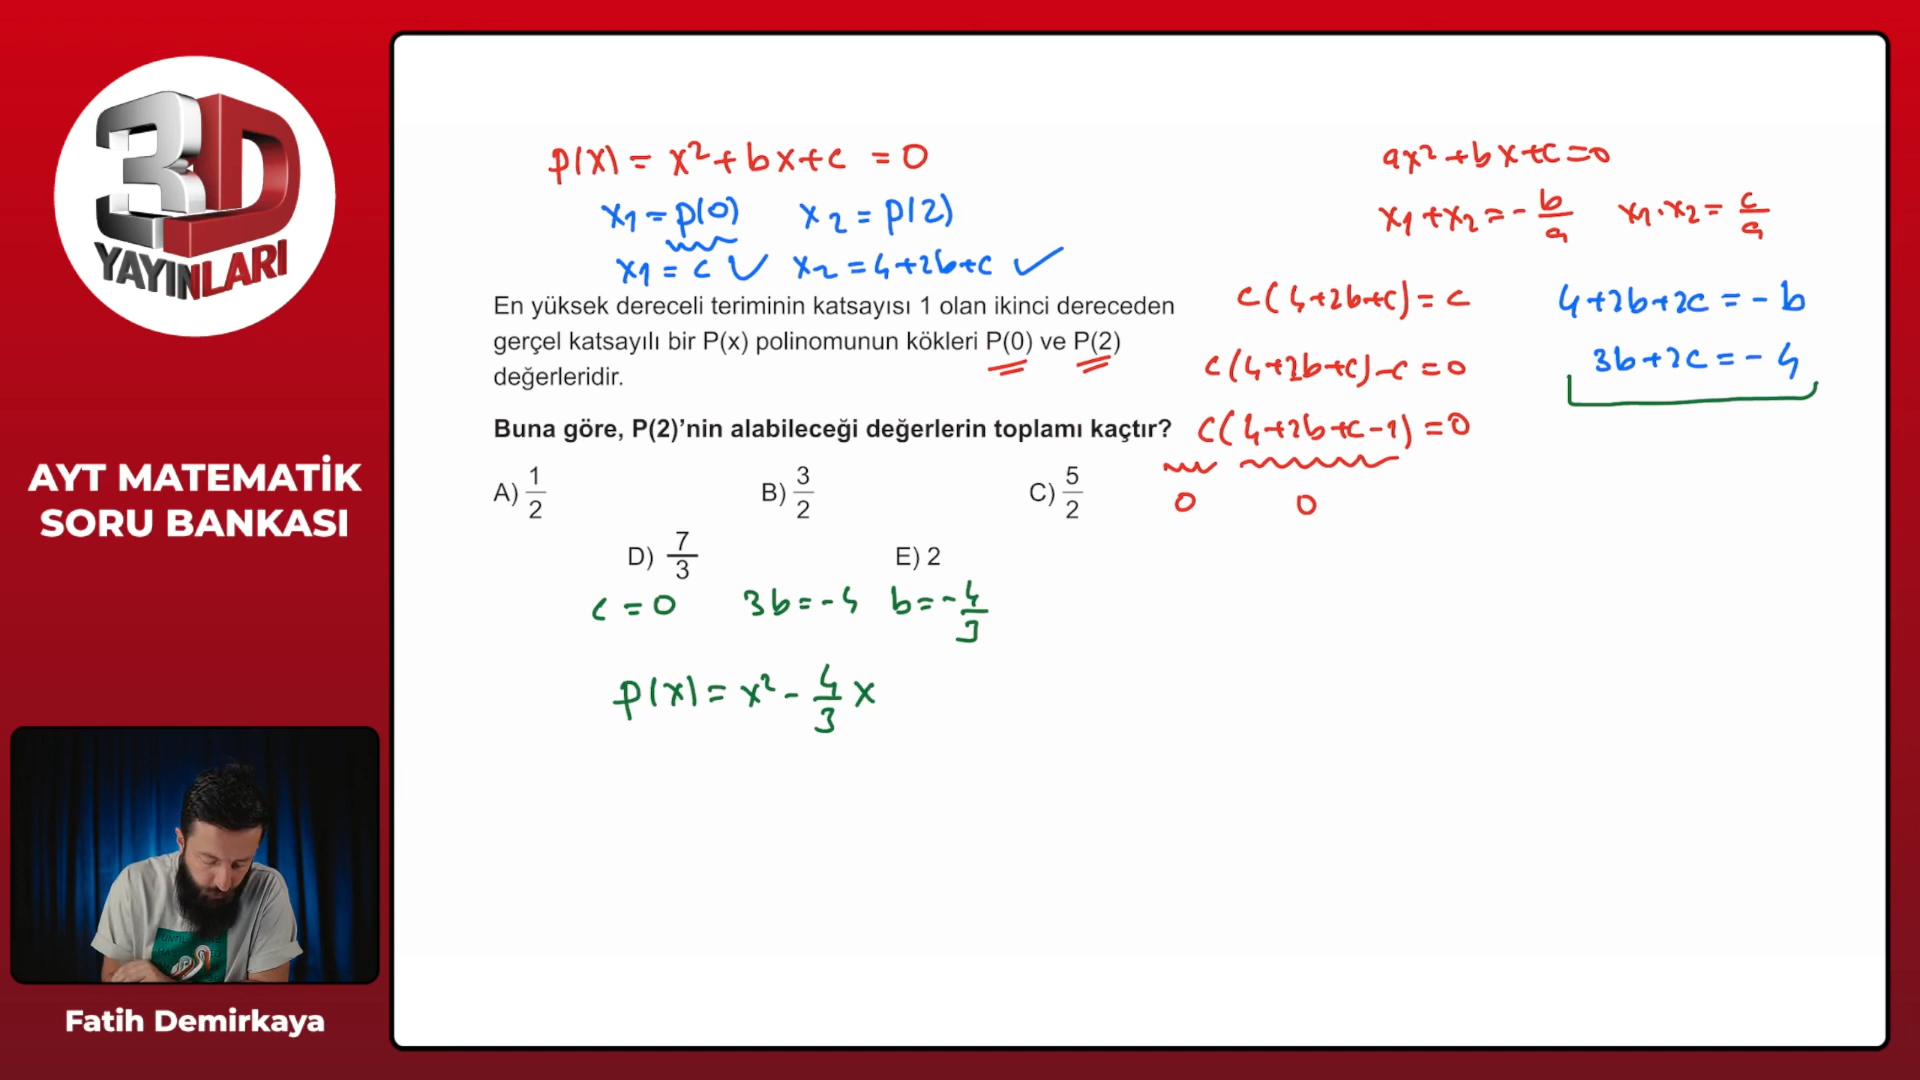 3D
YAYINLARI
AYT MATEMATİK
SORU BANKASI
Fatih Demirkaya
P(x) = x² + bx + c = 0
x₁ = P(0) x₂ = P(2)
x₁ = c ✓ x₂ = 4+2b+c ✓
En yüksek dereceli teriminin katsayısı 1 olan ikinci dereceden
gerçel katsayılı bir P(x) polinomunun kökleri P(0) ve P(2)
değerleridir.
Buna göre, P(2)'nin alabileceği değerlerin toplamı kaçtır?
A) 1/2 B) 3/2 C) 5/2
D) 7/3 E) 2
c = 0 3b = -4 b = -4/3
P(x) = x² - 4/3 x
ax² + bx + c = 0
x₁ + x₂ = -b/a x₁·x₂ = c/a
c(4+2b+c) = c
c(4+2b+c) - c = 0
c(4+2b+c-1) = 0
0 0
4+2b+2c = -b
3b+2c = -4